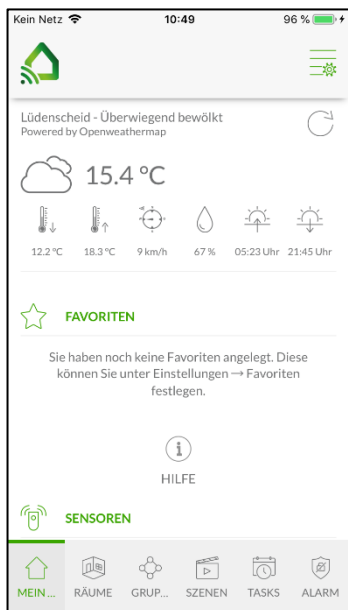 Kein Netz 10:49 96 %
Lüdenscheid - Überwiegend bewölkt
Powered by Openweathermap
15.4 °C
12.2 °C 18.3 °C 9 km/h 67 % 05:23 Uhr 21:45 Uhr
FAVORITEN
Sie haben noch keine Favoriten angelegt. Diese
können Sie unter Einstellungen → Favoriten
festlegen.
HILFE
SENSOREN
MEIN... RÄUME GRUP... SZENEN TASKS ALARM